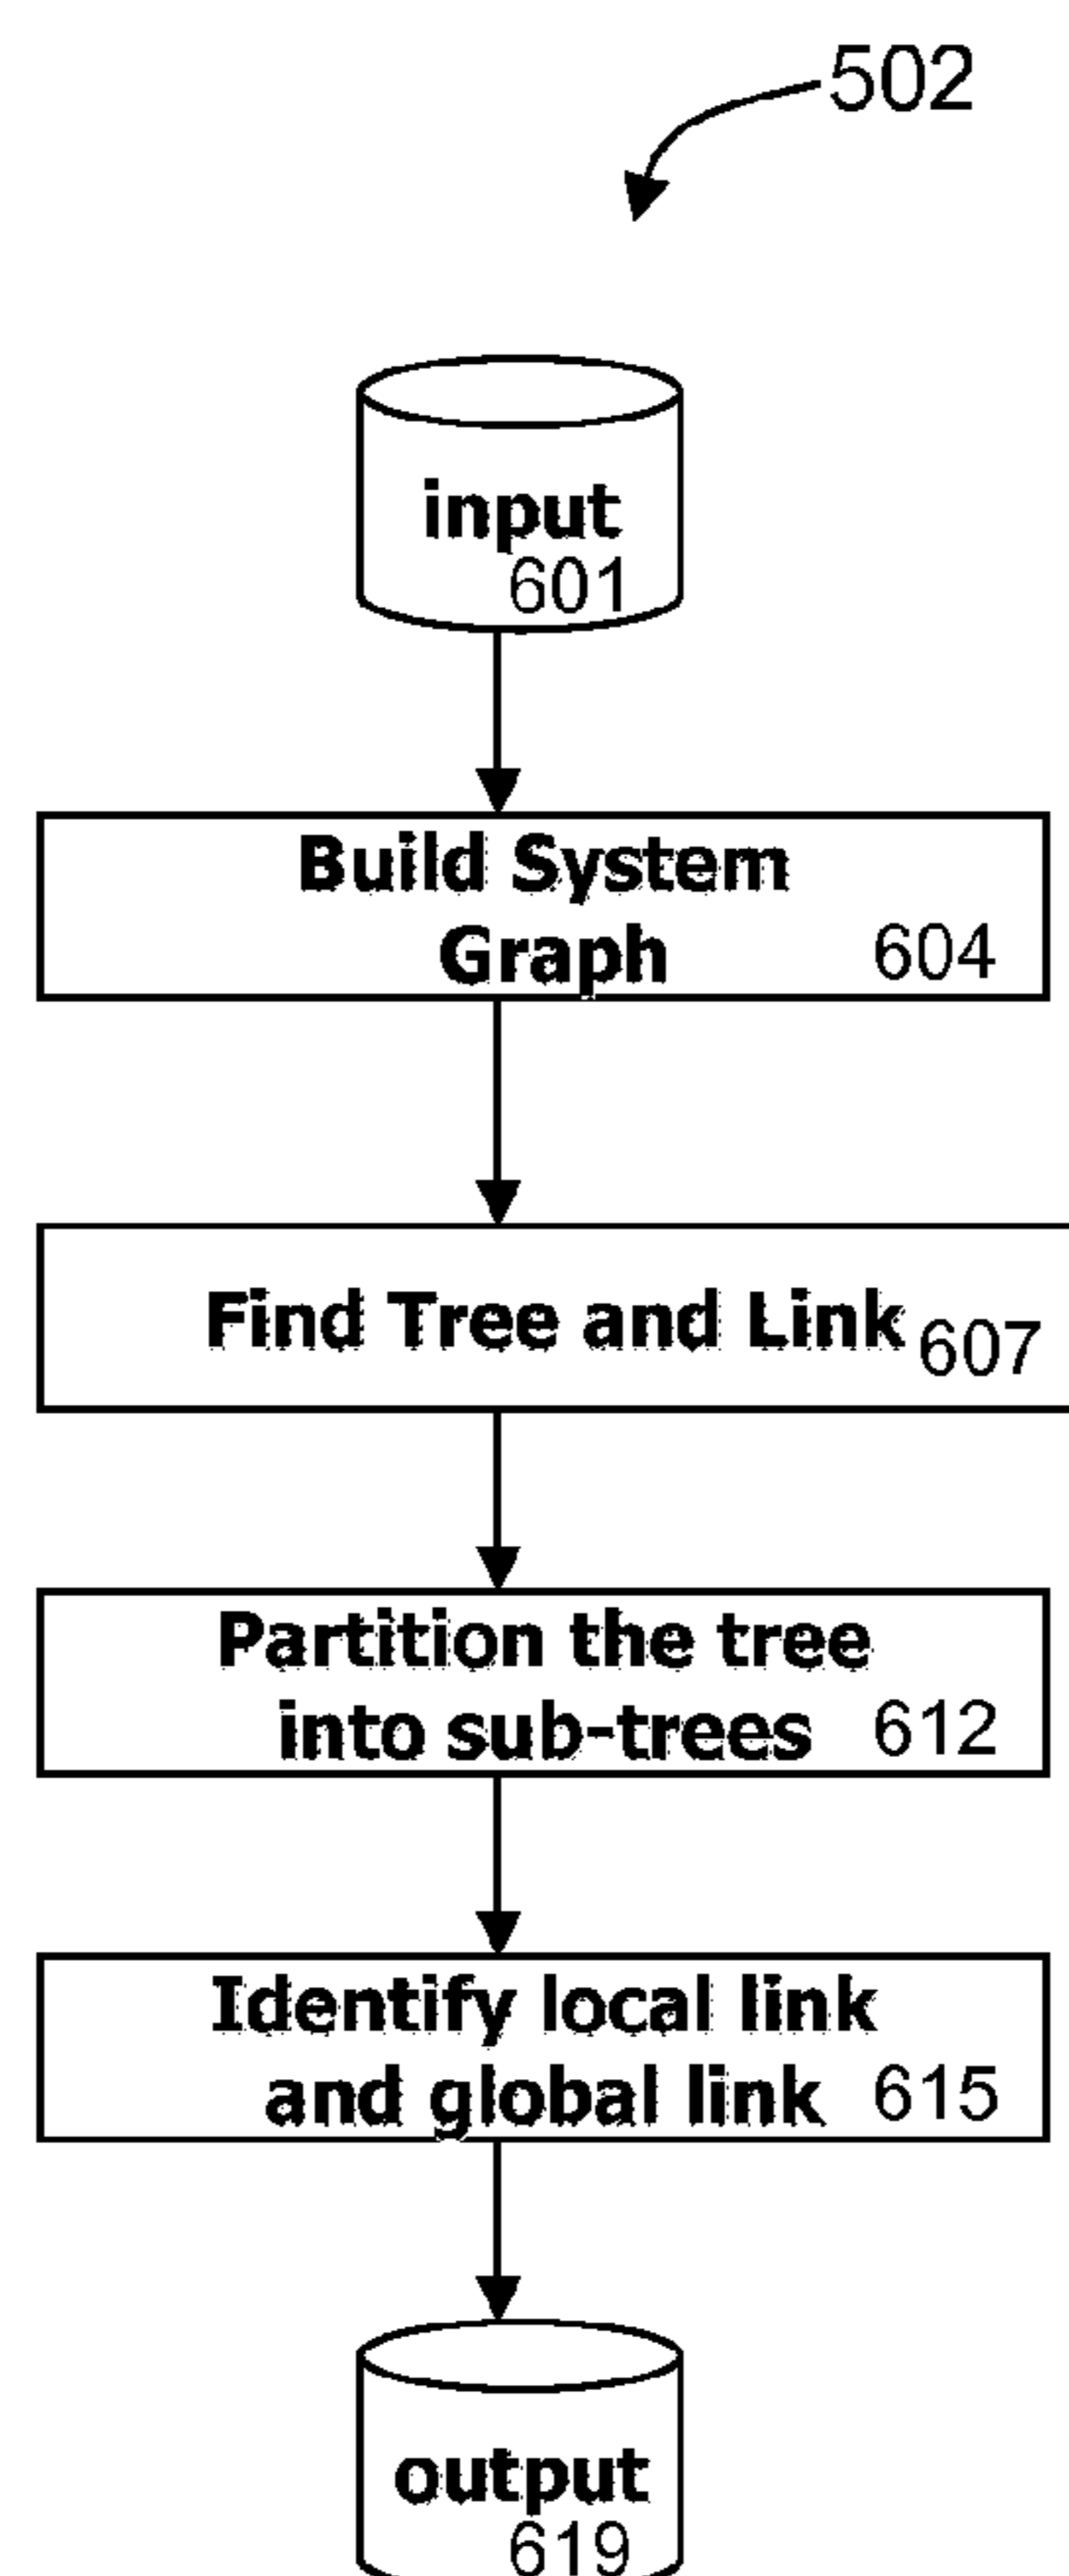 502
input
601
Build System
Graph 604
Find Tree and Link 607
Partition the tree
into sub-trees 612
Identify local link
and global link 615
output
619